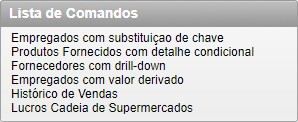 Lista de Comandos
Empregados com substituiçao de chave
Produtos Fornecidos com detalhe condicional
Fornecedores com drill-down
Empregados com valor derivado
Histórico de Vendas
Lucros Cadeia de Supermercados